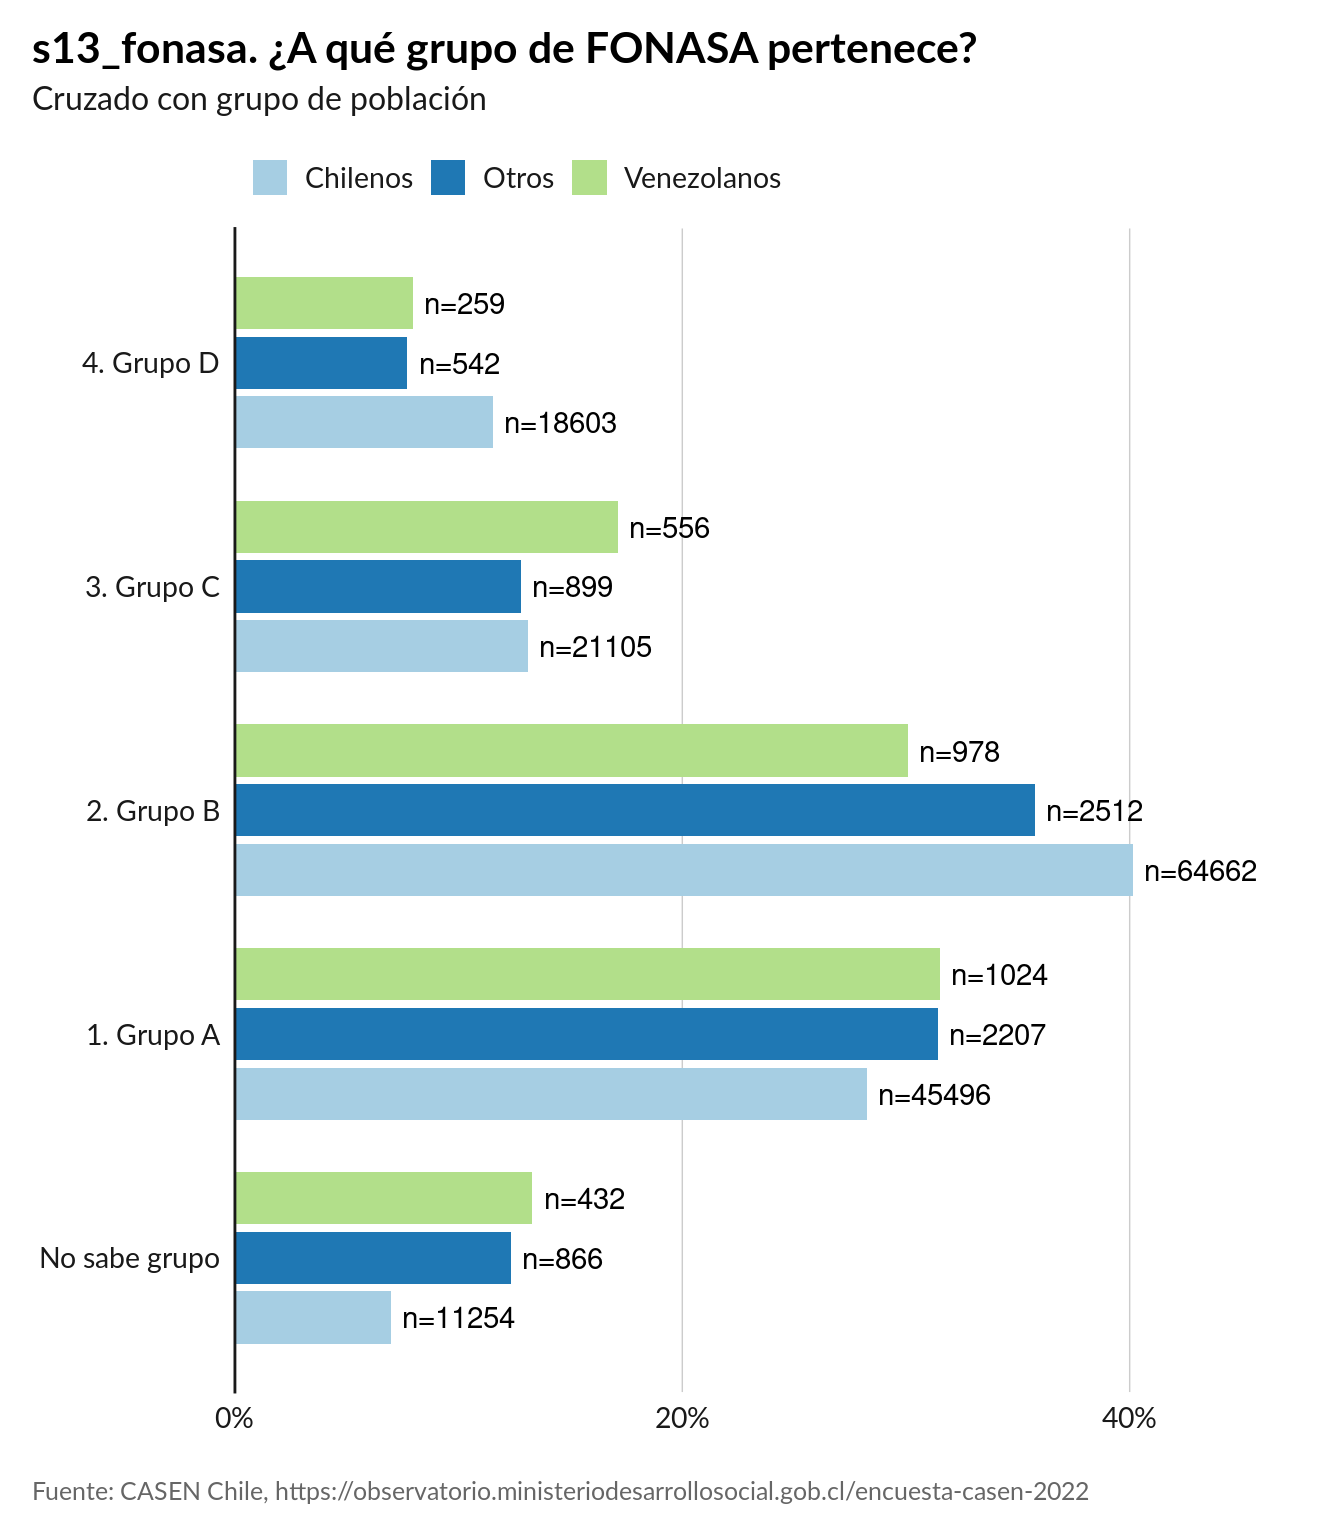 s13_fonasa. ¿A qué grupo de FONASA pertenece?
Cruzado con grupo de población
Chilenos Otros Venezolanos
n=259
4. Grupo D n=542
n=18603
n=556
3. Grupo C n=899
n=21105
n=978
2. Grupo B n=2512
n=64662
n=1024
1. Grupo A n=2207
n=45496
n=432
No sabe grupo n=866
n=11254
0% 20% 40%
Fuente: CASEN Chile, https://observatorio.ministeriodesarrollosocial.gob.cl/encuesta-casen-2022